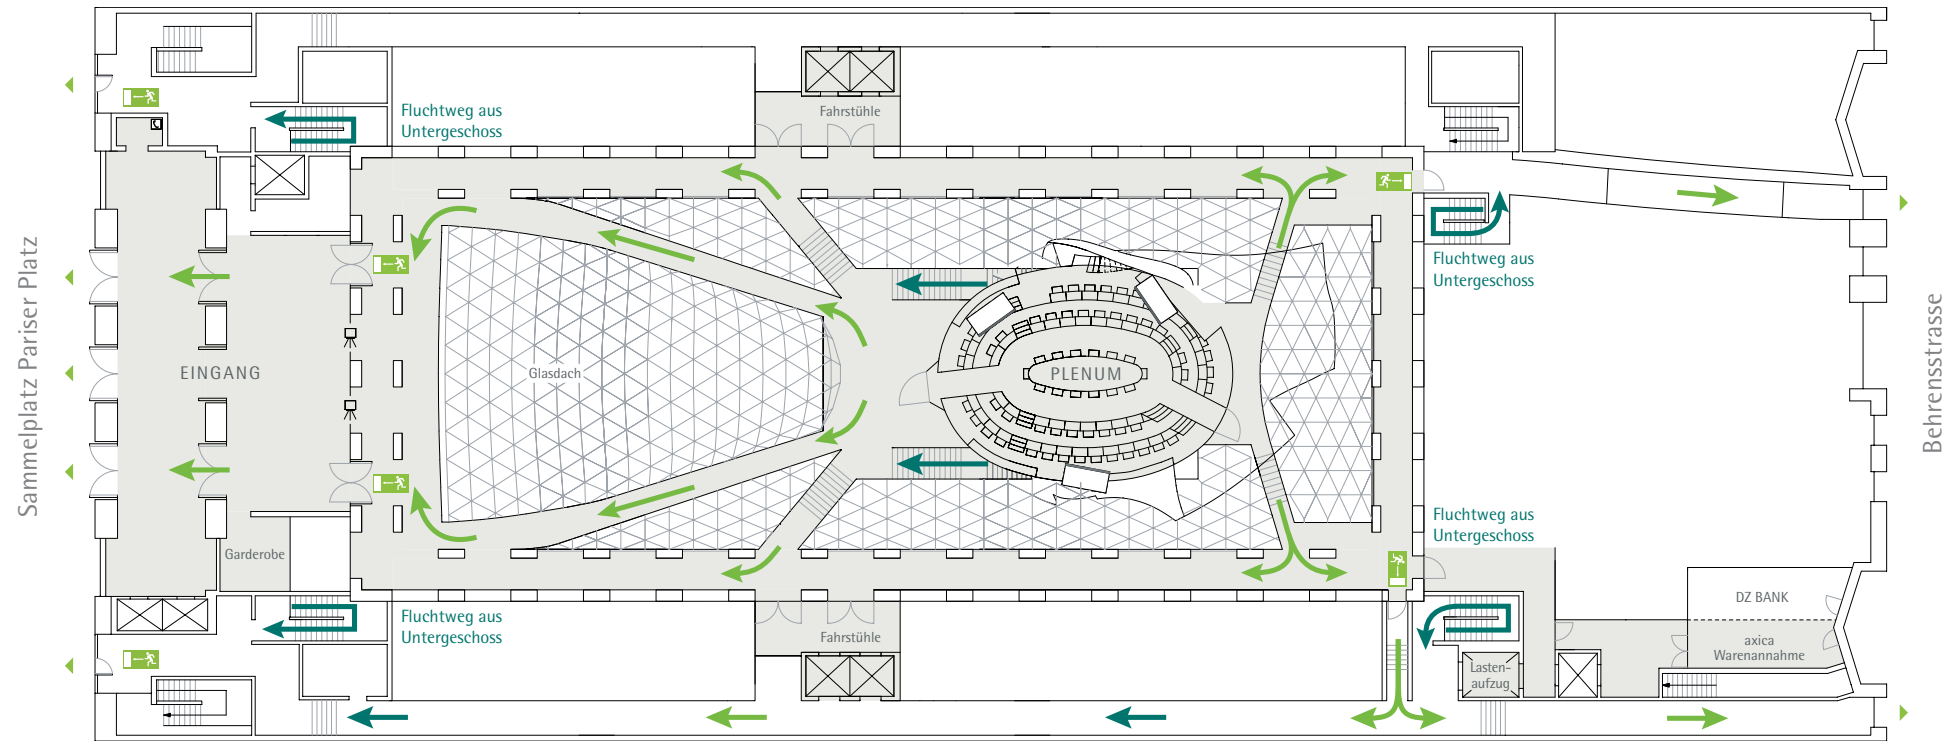 Fluchtweg aus
Untergeschoss
Fahrstühle
Fluchtweg aus
Untergeschoss
Sammelplatz Pariser Platz
EINGANG
Glasdach
PLENUM
Behrensstrasse
Fluchtweg aus
Untergeschoss
Garderobe
Fluchtweg aus
Untergeschoss
Fahrstühle
DZ BANK
axica
Warenannahme
Lasten-
aufzug